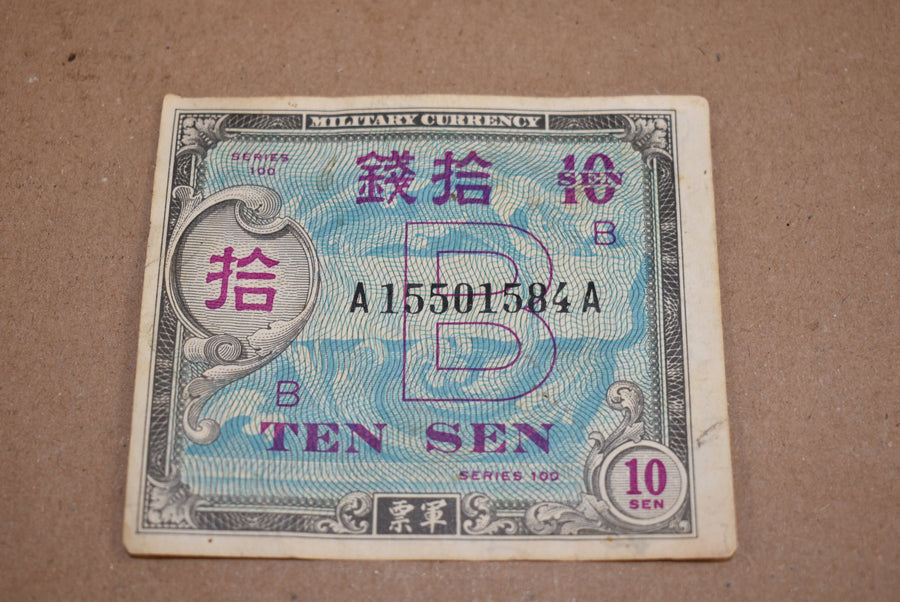 MILITARY CURRENCY
SERIES
100
錢拾
10
SEN
B
拾
B
A15501584A
B
TEN SEN
SERIES 100
10
SEN
票軍